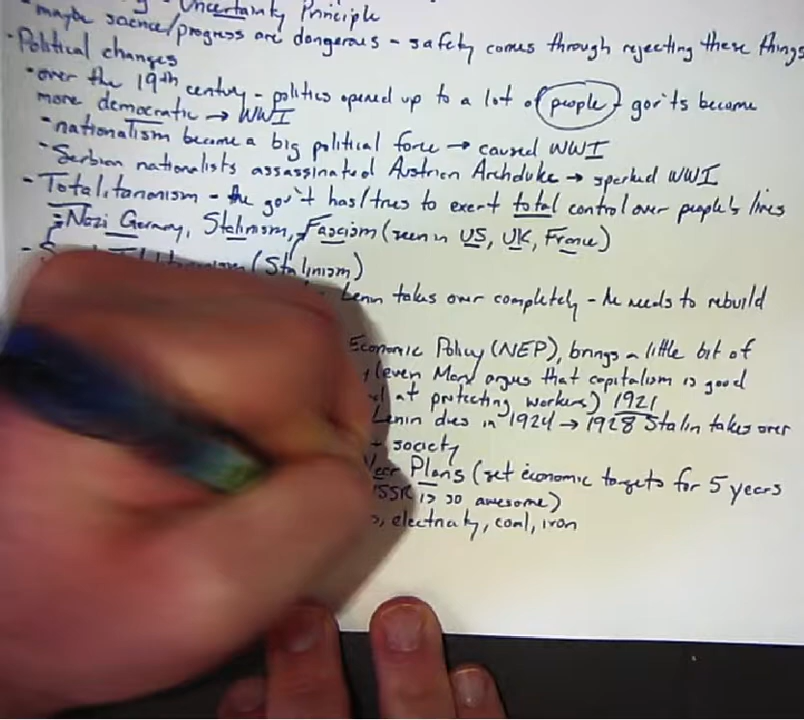 Uncertainty Principle
- maybe science/progress are dangerous - safety comes through rejecting these things
· Political changes
· over the 19th century - politics opened up to a lot of people + gov'ts became
more democratic → WWI
· nationalism became a big political force → caused WWI
- Serbian nationalists assassinated Austrian Archduke → sparked WWI
- Totalitarianism - the gov't has/tries to exert total control over people's lives
Nazi Germany, Stalinism, Fascism (seen in US, UK, France)
(Stalinism)
Lenin takes over completely - he needs to rebuild
Economic Policy (NEP), brings a little bit of
(even Marx argues that capitalism is good
at protecting workers) 1921
Lenin dies in 1924 → 1928 Stalin takes over
society
Year Plans (set economic targets for 5 years
USSR is so awesome)
, electricity, coal, iron